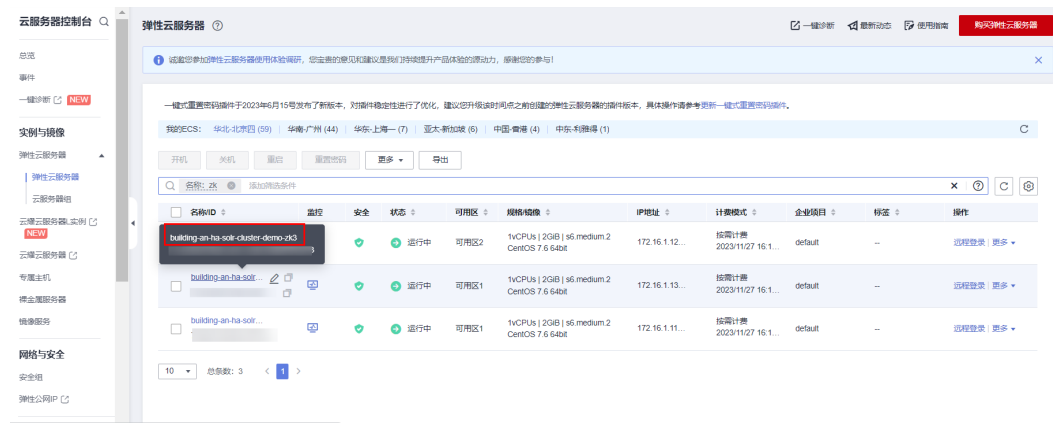 云服务器控制台
总览
事件
一键诊断 NEW
实例与镜像
弹性云服务器
弹性云服务器
云服务器组
云耀云服务器L实例
NEW
云耀云服务器
专属主机
裸金属服务器
镜像服务
网络与安全
安全组
弹性公网IP
弹性云服务器
一键诊断 最新动态 使用指南 购买弹性云服务器
诚邀您参加弹性云服务器使用体验调研，您宝贵的意见和建议是我们持续提升产品体验的源动力，感谢您的参与！
一键式重置密码插件于2023年6月15号发布了新版本，对插件稳定性进行了优化，建议您升级该时间点之前创建的弹性云服务器的插件版本，具体操作请参考更新一键式重置密码插件。
我的ECS： 华北-北京四 (59) 华南-广州 (44) 华东-上海一 (7) 亚太-新加坡 (6) 中国-香港 (4) 中东-利雅得 (1)
开机 关机 重启 重置密码 更多 导出
名称: zk 添加筛选条件
名称/ID 监控 安全 状态 可用区 规格/镜像 IP地址 计费模式 企业项目 标签 操作
building-an-ha-solr-cluster-demo-zk3
运行中 可用区2 1vCPUs | 2GiB | s6.medium.2 172.16.1.12... 按需计费 default -- 远程登录 更多
CentOS 7.6 64bit 2023/11/27 16:1...
building-an-ha-solr... 运行中 可用区1 1vCPUs | 2GiB | s6.medium.2 172.16.1.13... 按需计费 default -- 远程登录 更多
CentOS 7.6 64bit 2023/11/27 16:1...
building-an-ha-solr... 运行中 可用区1 1vCPUs | 2GiB | s6.medium.2 172.16.1.11... 按需计费 default -- 远程登录 更多
CentOS 7.6 64bit 2023/11/27 16:1...
10 总条数: 3 < 1 >